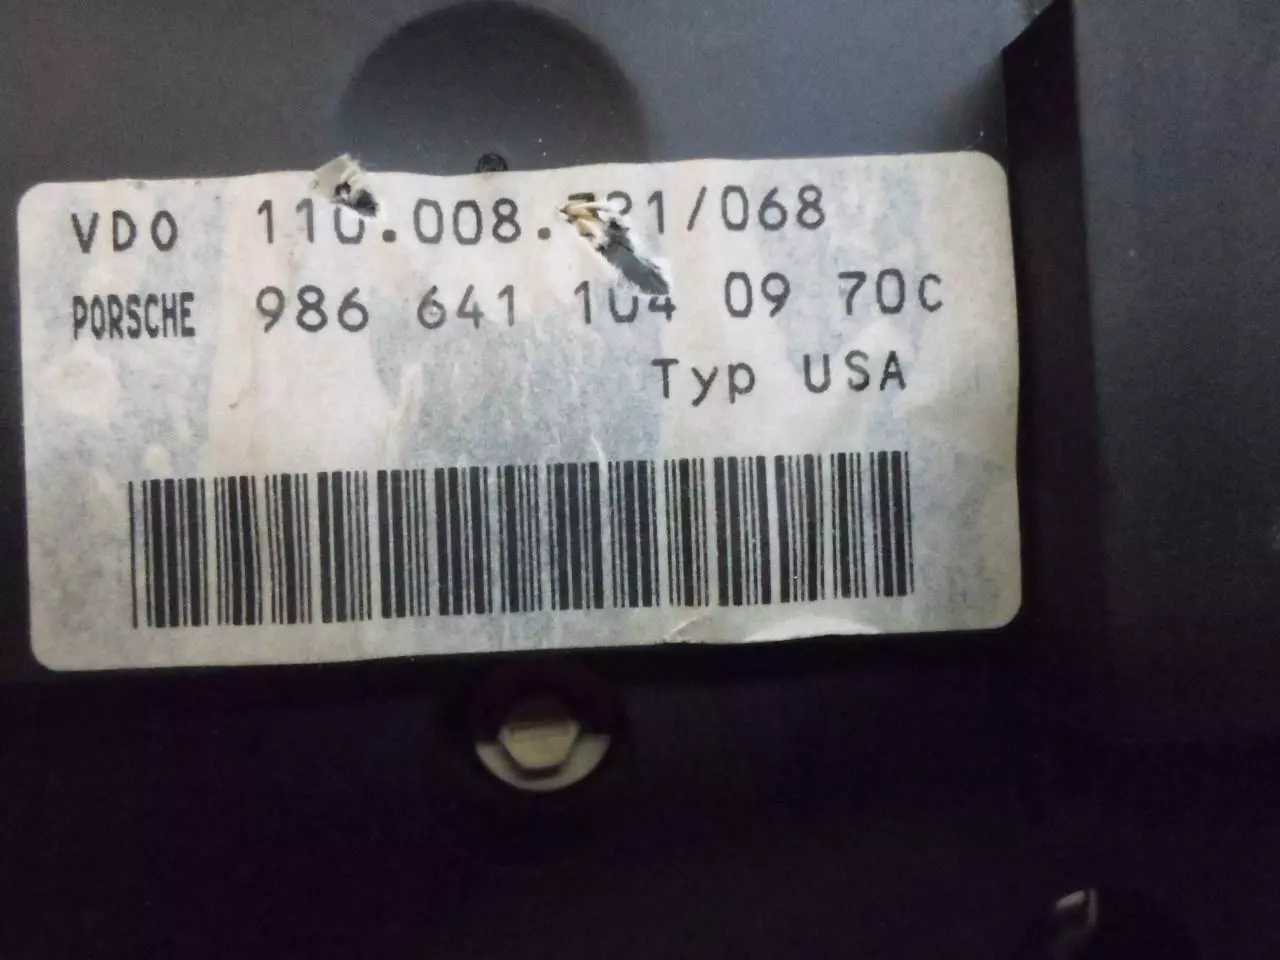 VDO
PORSCHE 986 641 104 09 70C
Typ USA